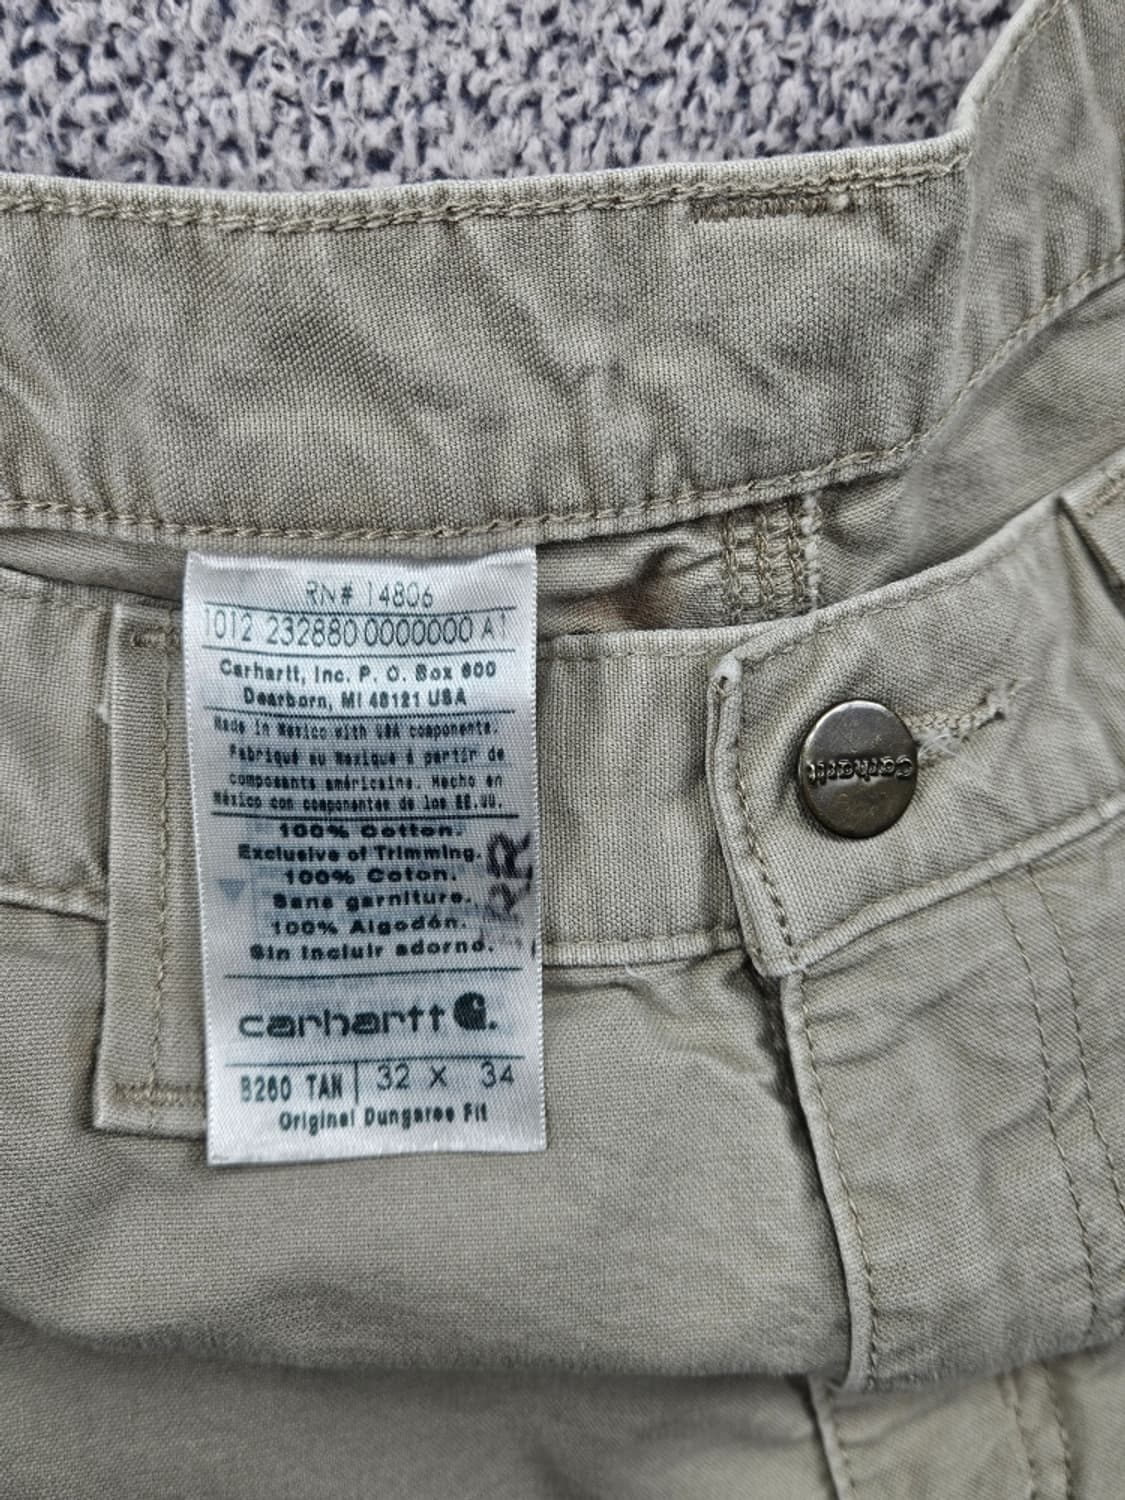 RN# 14806
1012 232880 0000000 A1
Carhartt, Inc. P. O. Box 600
Dearborn, MI 48121 USA
Made in Mexico with USA components.
Fabriqué au Mexique à partir de
composants américains. Hecho en
México con componentes de los EE.UU.
100% Cotton.
Exclusive of Trimming.
100% Coton.
Sans garniture.
100% Algodón.
Sin incluir adorno.
RR
carhartt
B260 TAN 32 X 34
Original Dungaree Fit
Carhartt